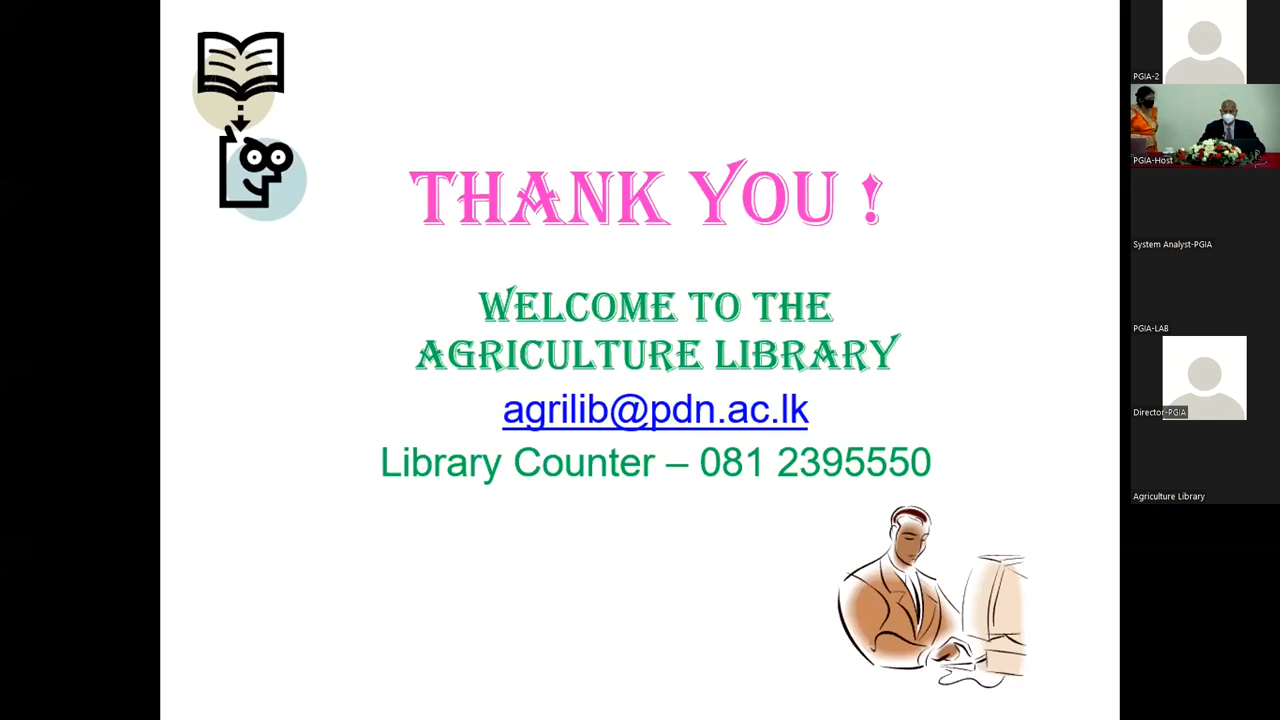 THANK YOU !
WELCOME TO THE
AGRICULTURE LIBRARY
agrilib@pdn.ac.lk
Library Counter – 081 2395550
PGIA-2
PGIA-Host
System Analyst-PGIA
PGIA-LAB
Director-PGIA
Agriculture Library